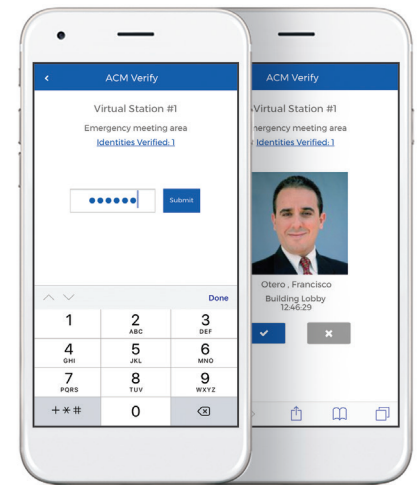 ACM Verify
Virtual Station #1
Emergency meeting area
Identities Verified: 1
Submit
Done
1
2
ABC
3
DEF
4
GHI
5
JKL
6
MNO
7
PQRS
8
TUV
9
WXYZ
+*#
0
ACM Verify
Virtual Station #1
meeting area
Identities Verified: 1
Otero , Francisco
Building Lobby
12:46:29